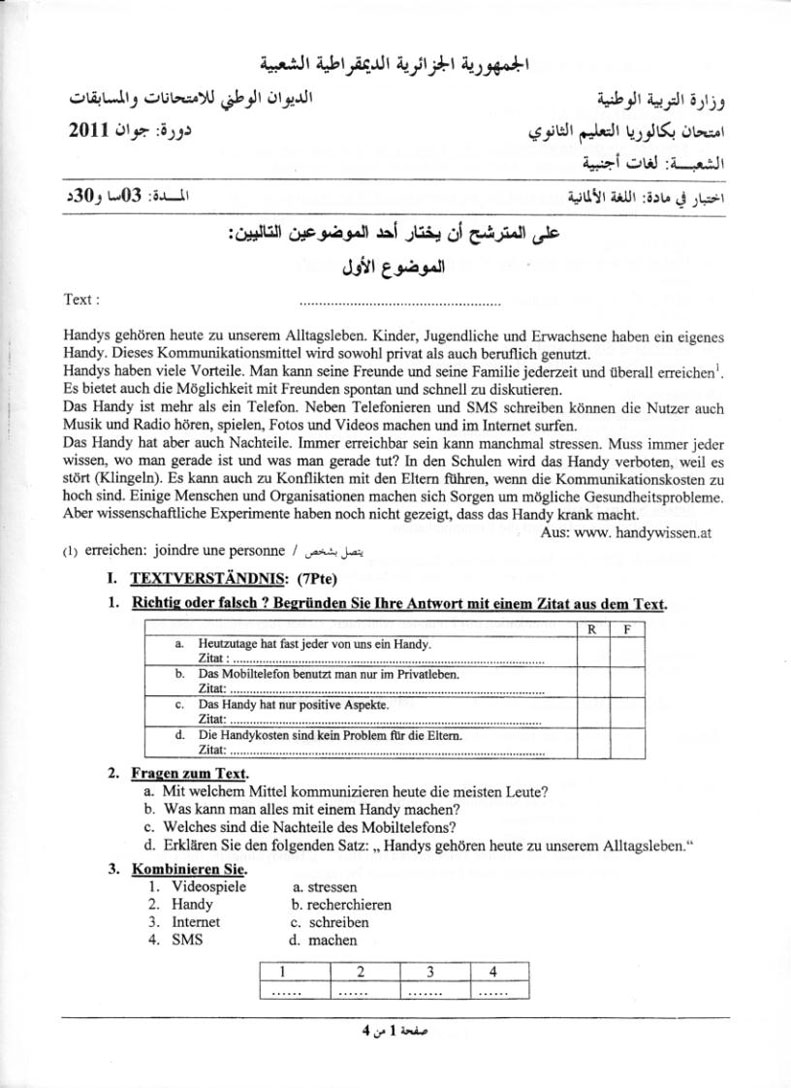 الجمهورية الجزائرية الديمقراطية الشعبية
وزارة التربية الوطنية الديوان الوطني للامتحانات والمسابقات
امتحان بكالوريا التعليم الثانوي دورة: جوان 2011
الشعبــة: لغات أجنبية
اختبار في مادة: اللغة الألمانية المــدة: 03سا و30د
على المترشح أن يختار أحد الموضوعين التاليين:
الموضوع الأول
Text : ....................................................
Handys gehören heute zu unserem Alltagsleben. Kinder, Jugendliche und Erwachsene haben ein eigenes
Handy. Dieses Kommunikationsmittel wird sowohl privat als auch beruflich genutzt.
Handys haben viele Vorteile. Man kann seine Freunde und seine Familie jederzeit und überall erreichen¹.
Es bietet auch die Möglichkeit mit Freunden spontan und schnell zu diskutieren.
Das Handy ist mehr als ein Telefon. Neben Telefonieren und SMS schreiben können die Nutzer auch
Musik und Radio hören, spielen, Fotos und Videos machen und im Internet surfen.
Das Handy hat aber auch Nachteile. Immer erreichbar sein kann manchmal stressen. Muss immer jeder
wissen, wo man gerade ist und was man gerade tut? In den Schulen wird das Handy verboten, weil es
stört (Klingeln). Es kann auch zu Konflikten mit den Eltern führen, wenn die Kommunikationskosten zu
hoch sind. Einige Menschen und Organisationen machen sich Sorgen um mögliche Gesundheitsprobleme.
Aber wissenschaftliche Experimente haben noch nicht gezeigt, dass das Handy krank macht.
Aus: www. handywissen.at
(1) erreichen: joindre une personne / يتصل بشخص
I. TEXTVERSTÄNDNIS: (7Pte)
1. Richtig oder falsch ? Begründen Sie Ihre Antwort mit einem Zitat aus dem Text.
R F
a. Heutzutage hat fast jeder von uns ein Handy.
Zitat : ..........................................................
b. Das Mobiltelefon benutzt man nur im Privatleben.
Zitat: ..........................................................
c. Das Handy hat nur positive Aspekte.
Zitat: ..........................................................
d. Die Handykosten sind kein Problem für die Eltern.
Zitat: ..........................................................
2. Fragen zum Text.
a. Mit welchem Mittel kommunizieren heute die meisten Leute?
b. Was kann man alles mit einem Handy machen?
c. Welches sind die Nachteile des Mobiltelefons?
d. Erklären Sie den folgenden Satz: „ Handys gehören heute zu unserem Alltagsleben.“
3. Kombinieren Sie.
1. Videospiele a. stressen
2. Handy b. recherchieren
3. Internet c. schreiben
4. SMS d. machen
1 2 3 4
...... ...... ....... ......
صفحة 1 من 4